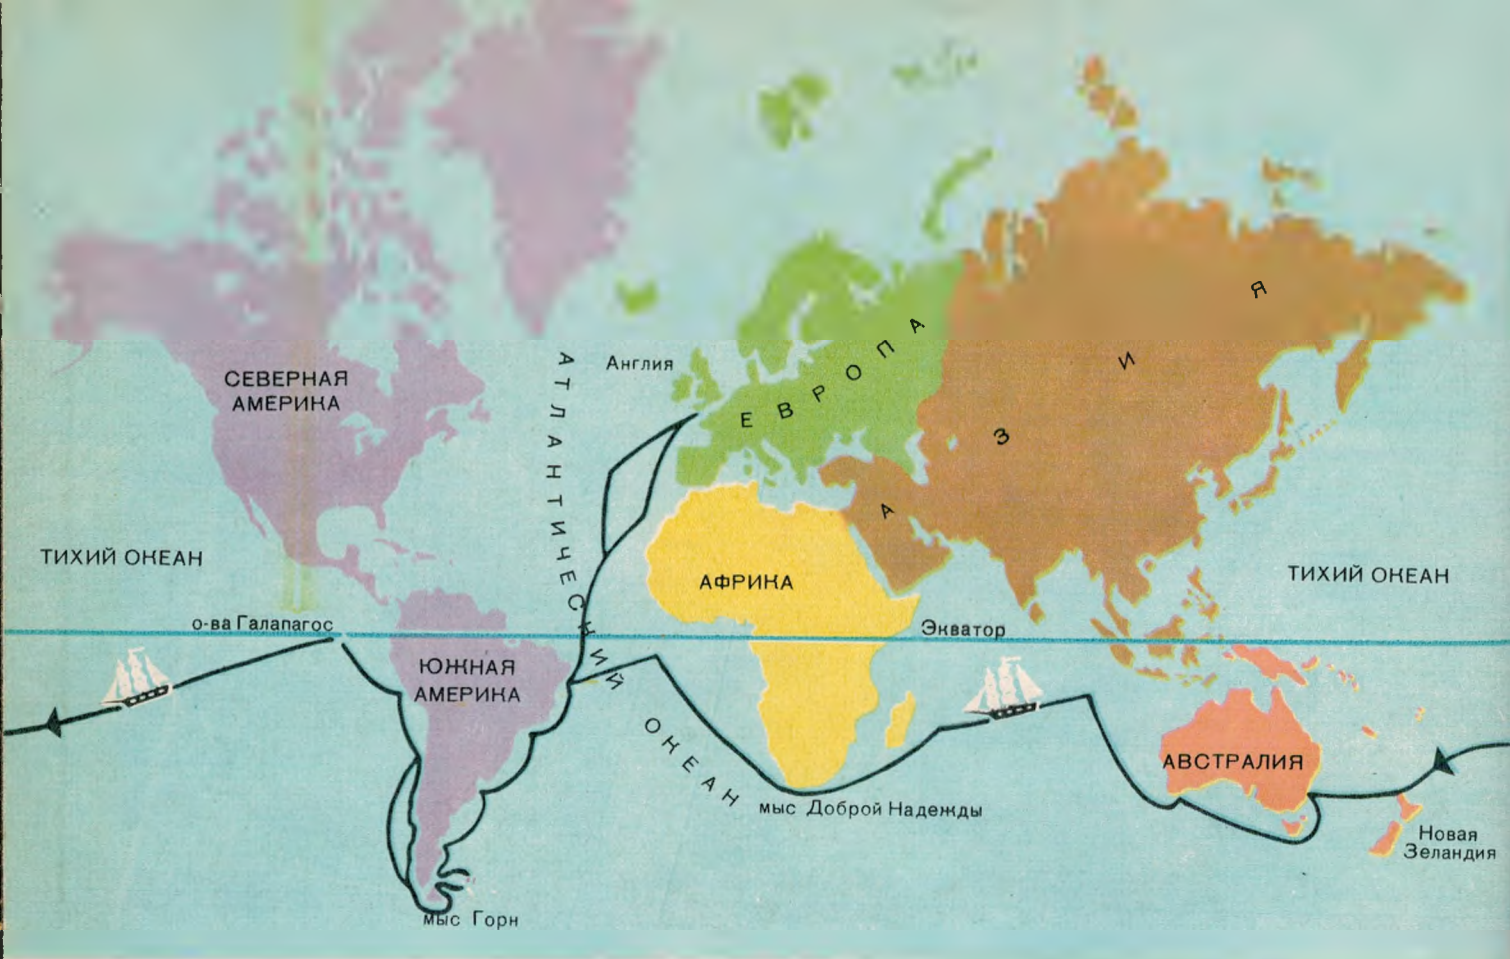 СЕВЕРНАЯ
АМЕРИКА
АТЛАНТИЧЕСКИЙ
ОКЕАН
Англия
ЕВРОПА
АЗИЯ
ТИХИЙ ОКЕАН
АФРИКА
ТИХИЙ ОКЕАН
о-ва Галапагос
Экватор
ЮЖНАЯ
АМЕРИКА
АВСТРАЛИЯ
мыс Доброй Надежды
Новая
Зеландия
мыс Горн